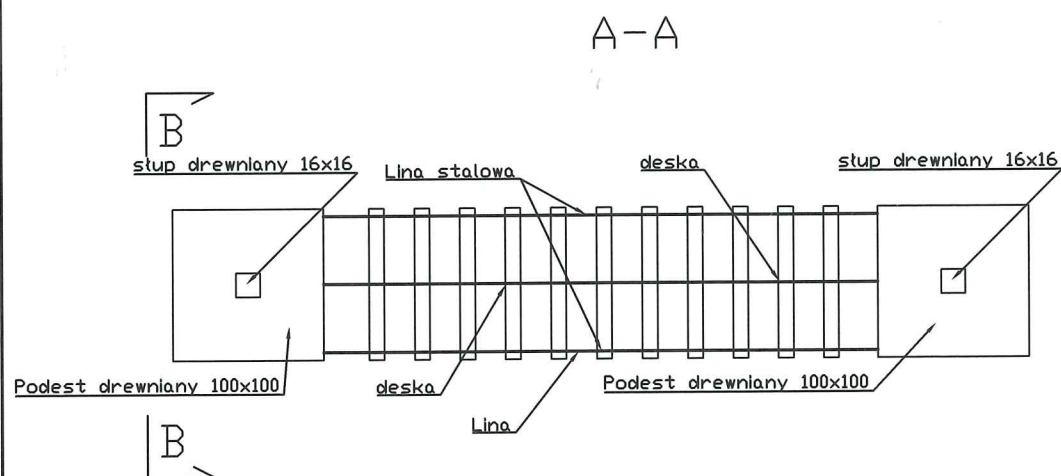 A-A
B
słup drewniany 16x16
Lina stalowa
deska
słup drewniany 16x16
Podest drewniany 100x100
deska
Podest drewniany 100x100
Lina
B